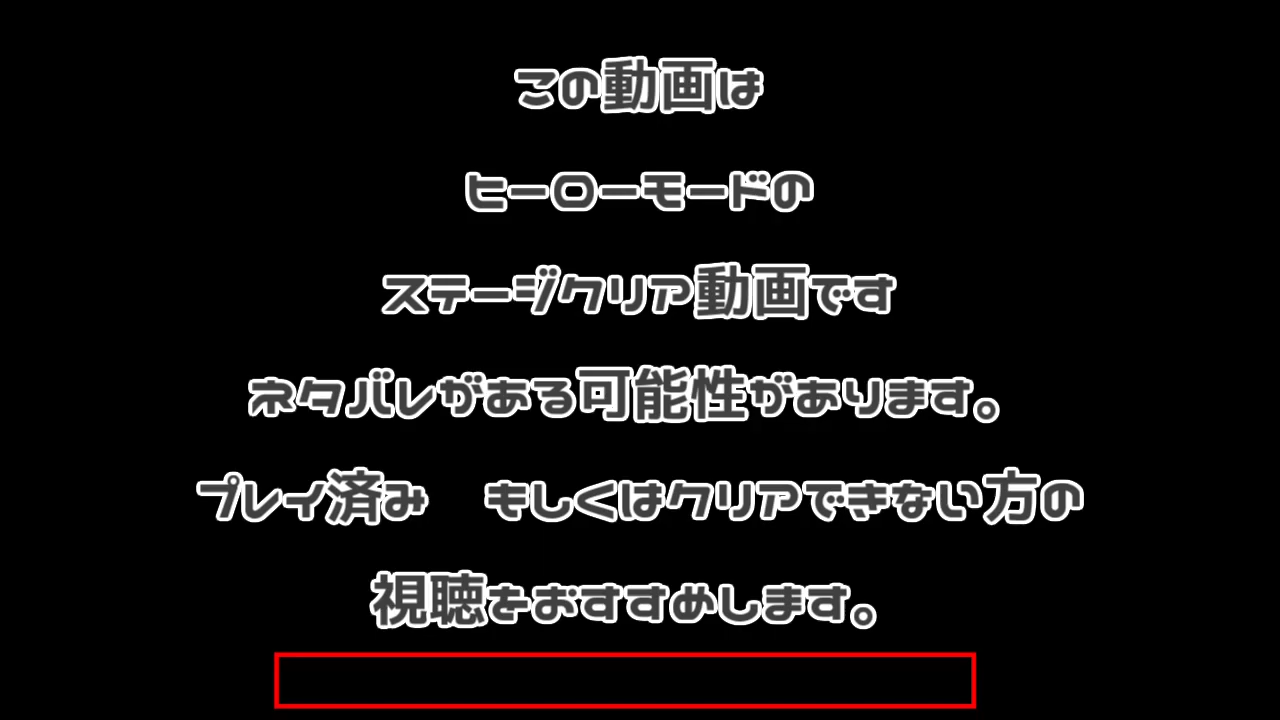 この動画は
ヒーローモードの
ステージクリア動画です
ネタバレがある可能性があります。
プレイ済み　もしくはクリアできない方の
視聴をおすすめします。